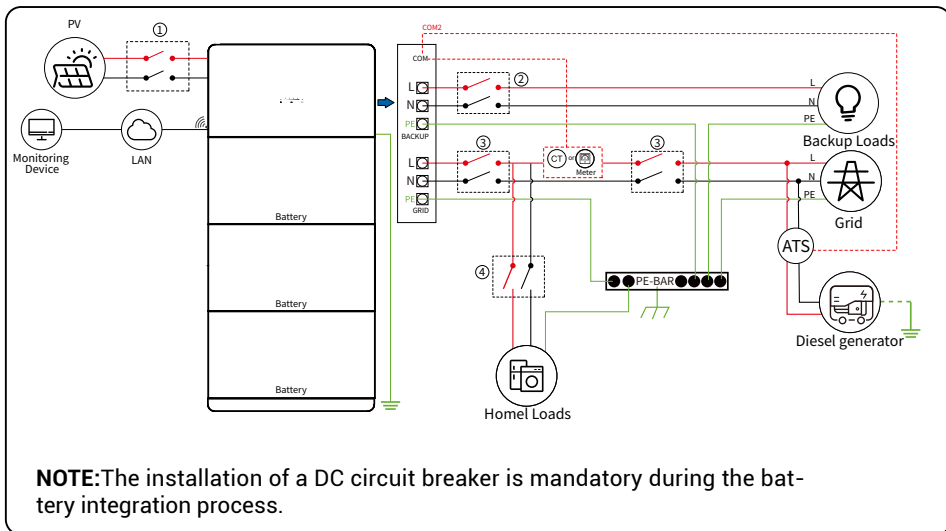 PV
①
COM2
COM
L
②
L
N
N
PE
PE
BACKUP
Backup Loads
Monitoring
Device
LAN
L
③
CT or
Meter
③
L
N
N
PE
PE
GRID
Grid
Battery
ATS
④
PE-BAR
Battery
Diesel generator
Battery
Homel Loads
NOTE:The installation of a DC circuit breaker is mandatory during the bat-
tery integration process.